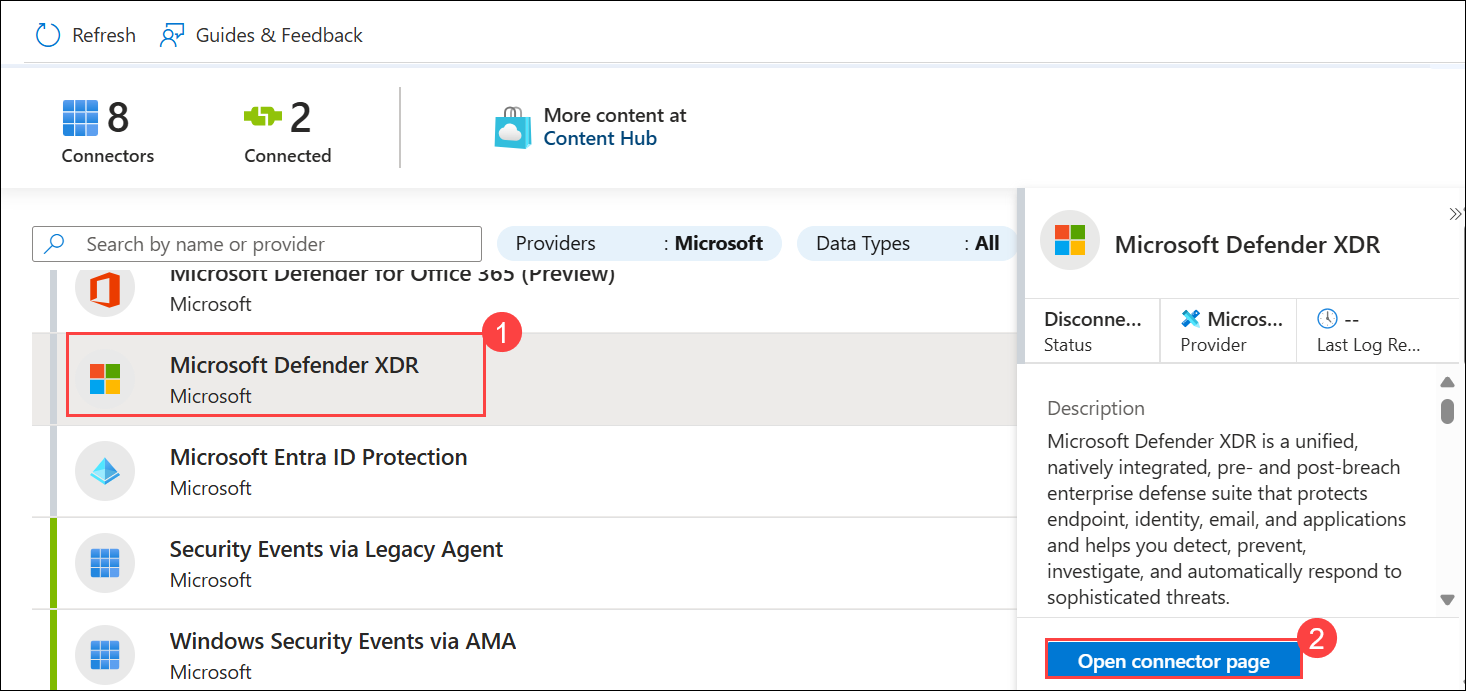 Refresh Guides & Feedback
8 2
Connectors Connected
More content at
Content Hub
Search by name or provider
Providers : Microsoft Data Types : All
Microsoft Defender for Office 365 (Preview)
Microsoft
1
Microsoft Defender XDR
Microsoft
Microsoft Entra ID Protection
Microsoft
Security Events via Legacy Agent
Microsoft
Windows Security Events via AMA
Microsoft
Microsoft Defender XDR
Disconne... Micros... --
Status Provider Last Log Re...
Description
Microsoft Defender XDR is a unified,
natively integrated, pre- and post-breach
enterprise defense suite that protects
endpoint, identity, email, and applications
and helps you detect, prevent,
investigate, and automatically respond to
sophisticated threats.
2
Open connector page